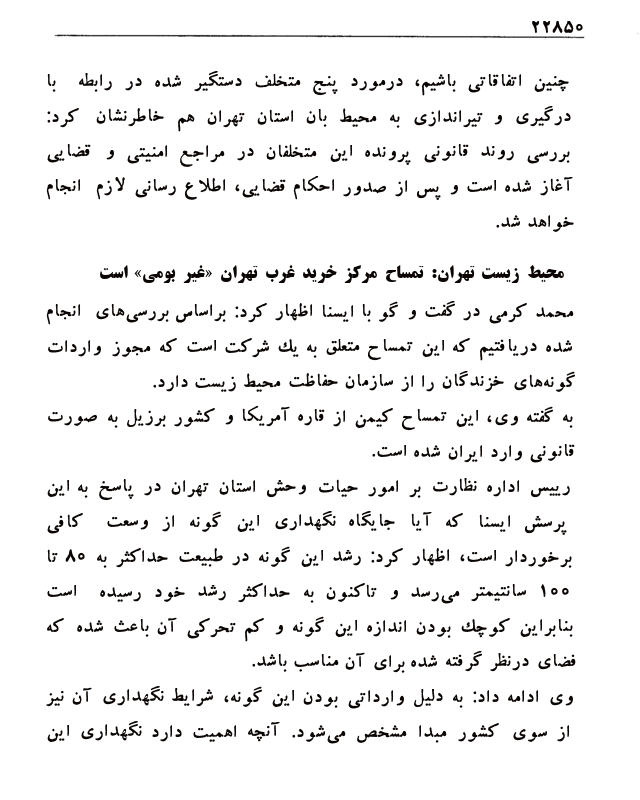 ۲۲۸۵۰
چنین اتفاقاتی باشیم، درمورد پنج متخلف دستگیر شده در رابطه با
درگیری و تیراندازی به محیط بان استان تهران هم خاطرنشان کرد:
بررسی روند قانونی پرونده این متخلفان در مراجع امنیتی و قضایی
آغاز شده است و پس از صدور احکام قضایی، اطلاع رسانی لازم انجام
خواهد شد.
محیط زیست تهران: تمساح مرکز خرید غرب تهران «غیر بومی» است
محمد کرمی در گفت و گو با ایسنا اظهار کرد: براساس بررسی‌های انجام
شده دریافتیم که این تمساح متعلق به یك شرکت است که مجوز واردات
گونه‌های خزندگان را از سازمان حفاظت محیط زیست دارد.
به گفته وی، این تمساح کیمن از قاره آمریکا و کشور برزیل به صورت
قانونی وارد ایران شده است.
رییس اداره نظارت بر امور حیات وحش استان تهران در پاسخ به این
پرسش ایسنا که آیا جایگاه نگهداری این گونه از وسعت کافی
برخوردار است، اظهار کرد: رشد این گونه در طبیعت حداکثر به ۸۰ تا
۱۰۰ سانتیمتر می‌رسد و تاکنون به حداکثر رشد خود رسیده است
بنابراین کوچك بودن اندازه این گونه و کم تحرکی آن باعث شده که
فضای درنظر گرفته شده برای آن مناسب باشد.
وی ادامه داد: به دلیل وارداتی بودن این گونه، شرایط نگهداری آن نیز
از سوی کشور مبدا مشخص می‌شود. آنچه اهمیت دارد نگهداری این